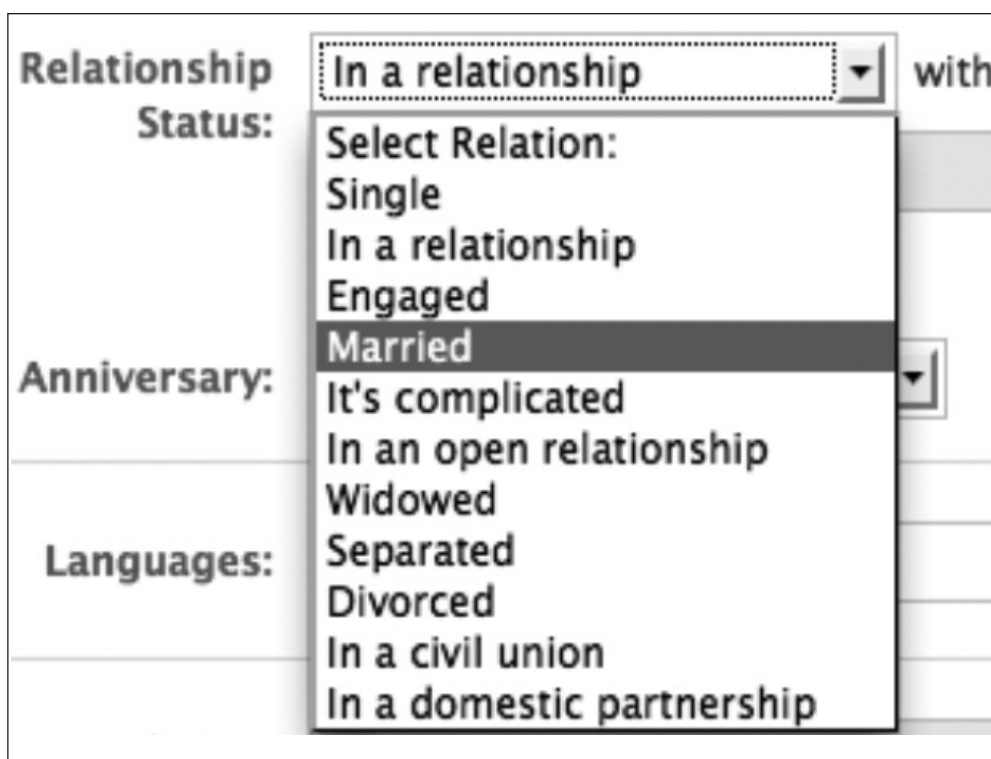 Relationship Status:
In a relationship
with
Select Relation:
Single
In a relationship
Engaged
Married
It's complicated
In an open relationship
Widowed
Separated
Divorced
In a civil union
In a domestic partnership
Anniversary:
Languages: